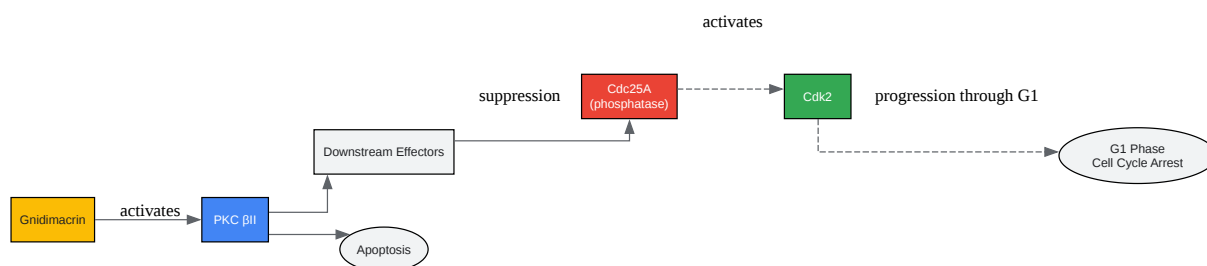 activates
suppression
Cdc25A
(phosphatase)
Cdk2
progression through G1
Downstream Effectors
G1 Phase
Cell Cycle Arrest
Gnidimacrin
activates
PKC βII
Apoptosis